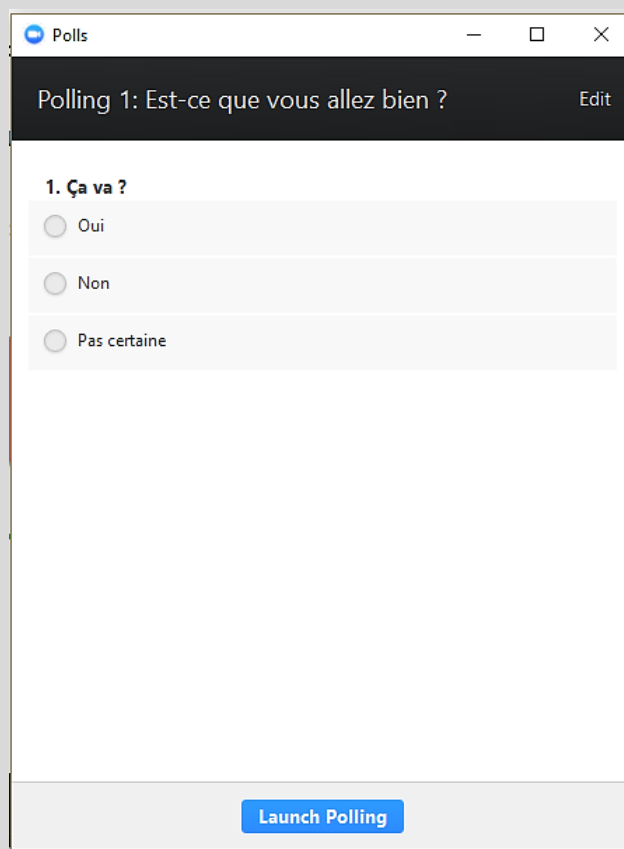 Polls
Polling 1: Est-ce que vous allez bien ? Edit
1. Ça va ?
Oui
Non
Pas certaine
Launch Polling